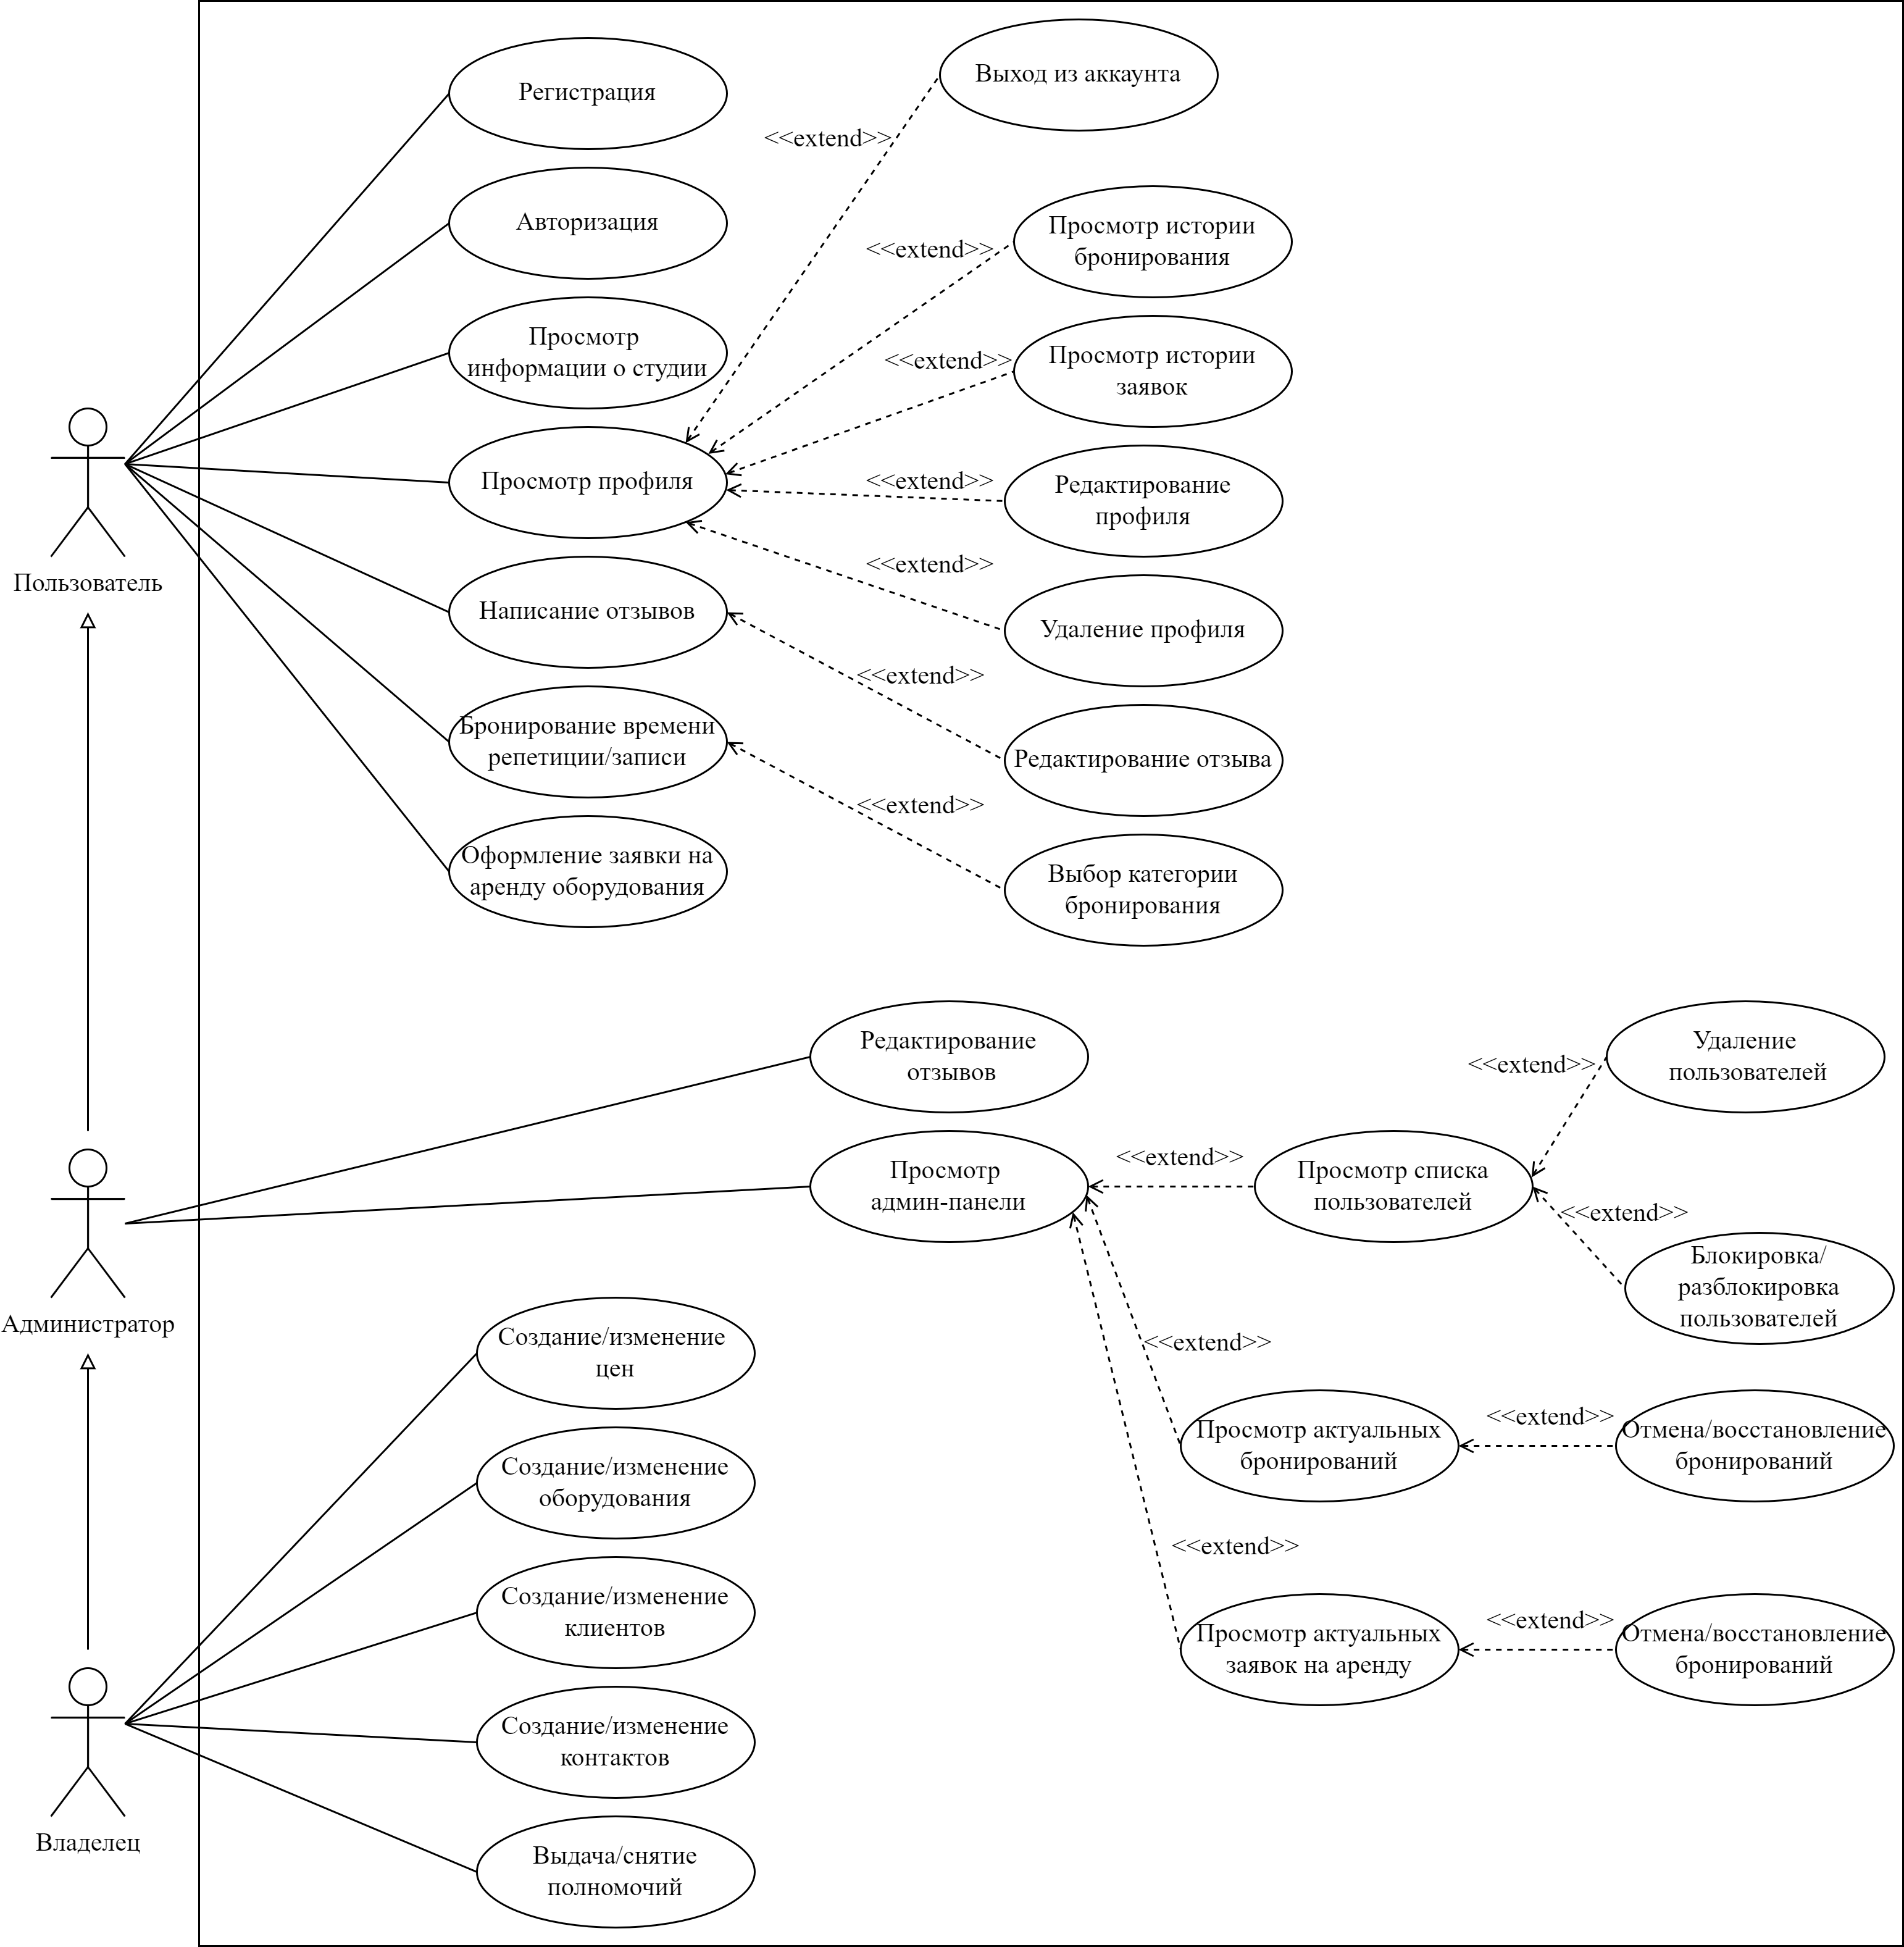 Регистрация
Выход из аккаунта
<<extend>>
Авторизация
Просмотр истории
бронирования
<<extend>>
Просмотр
информации о студии
Просмотр истории
заявок
<<extend>>
Просмотр профиля
<<extend>>
Редактирование
профиля
<<extend>>
Пользователь
Написание отзывов
Удаление профиля
<<extend>>
Бронирование времени
репетиции/записи
Редактирование отзыва
<<extend>>
Оформление заявки на
аренду оборудования
Выбор категории
бронирования
Редактирование
отзывов
Удаление
пользователей
<<extend>>
Просмотр
админ-панели
<<extend>>
Просмотр списка
пользователей
<<extend>>
Блокировка/
разблокировка
пользователей
Администратор
Создание/изменение
цен
<<extend>>
Просмотр актуальных
бронирований
<<extend>>
Отмена/восстановление
бронирований
Создание/изменение
оборудования
<<extend>>
Создание/изменение
клиентов
Просмотр актуальных
заявок на аренду
<<extend>>
Отмена/восстановление
бронирований
Создание/изменение
контактов
Владелец
Выдача/снятие
полномочий